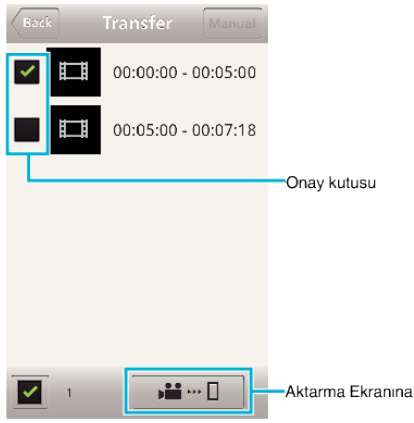 Back Transfer Manual
00:00:00 - 00:05:00
00:05:00 - 00:07:18
Onay kutusu
1
Aktarma Ekranına